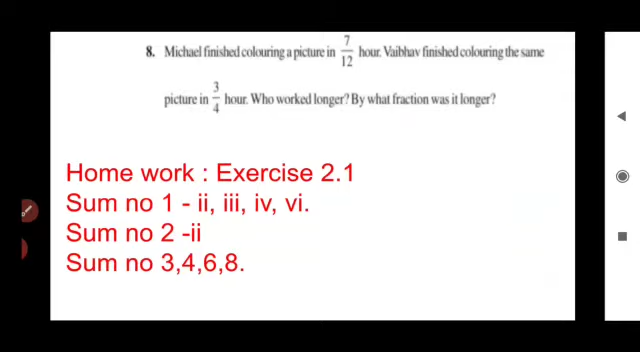 8. Michael finished colouring a picture in 7/12 hour. Vaibhav finished colouring the same
picture in 3/4 hour. Who worked longer? By what fraction was it longer?
Home work : Exercise 2.1
Sum no 1 - ii, iii, iv, vi.
Sum no 2 -ii
Sum no 3,4,6,8.